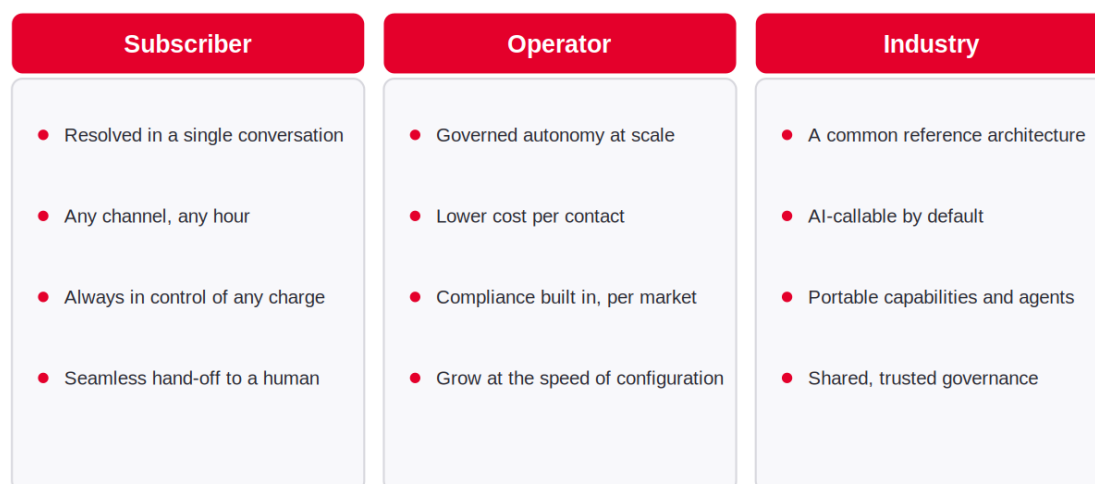 Subscriber
Resolved in a single conversation
Any channel, any hour
Always in control of any charge
Seamless hand-off to a human
Operator
Governed autonomy at scale
Lower cost per contact
Compliance built in, per market
Grow at the speed of configuration
Industry
A common reference architecture
AI-callable by default
Portable capabilities and agents
Shared, trusted governance